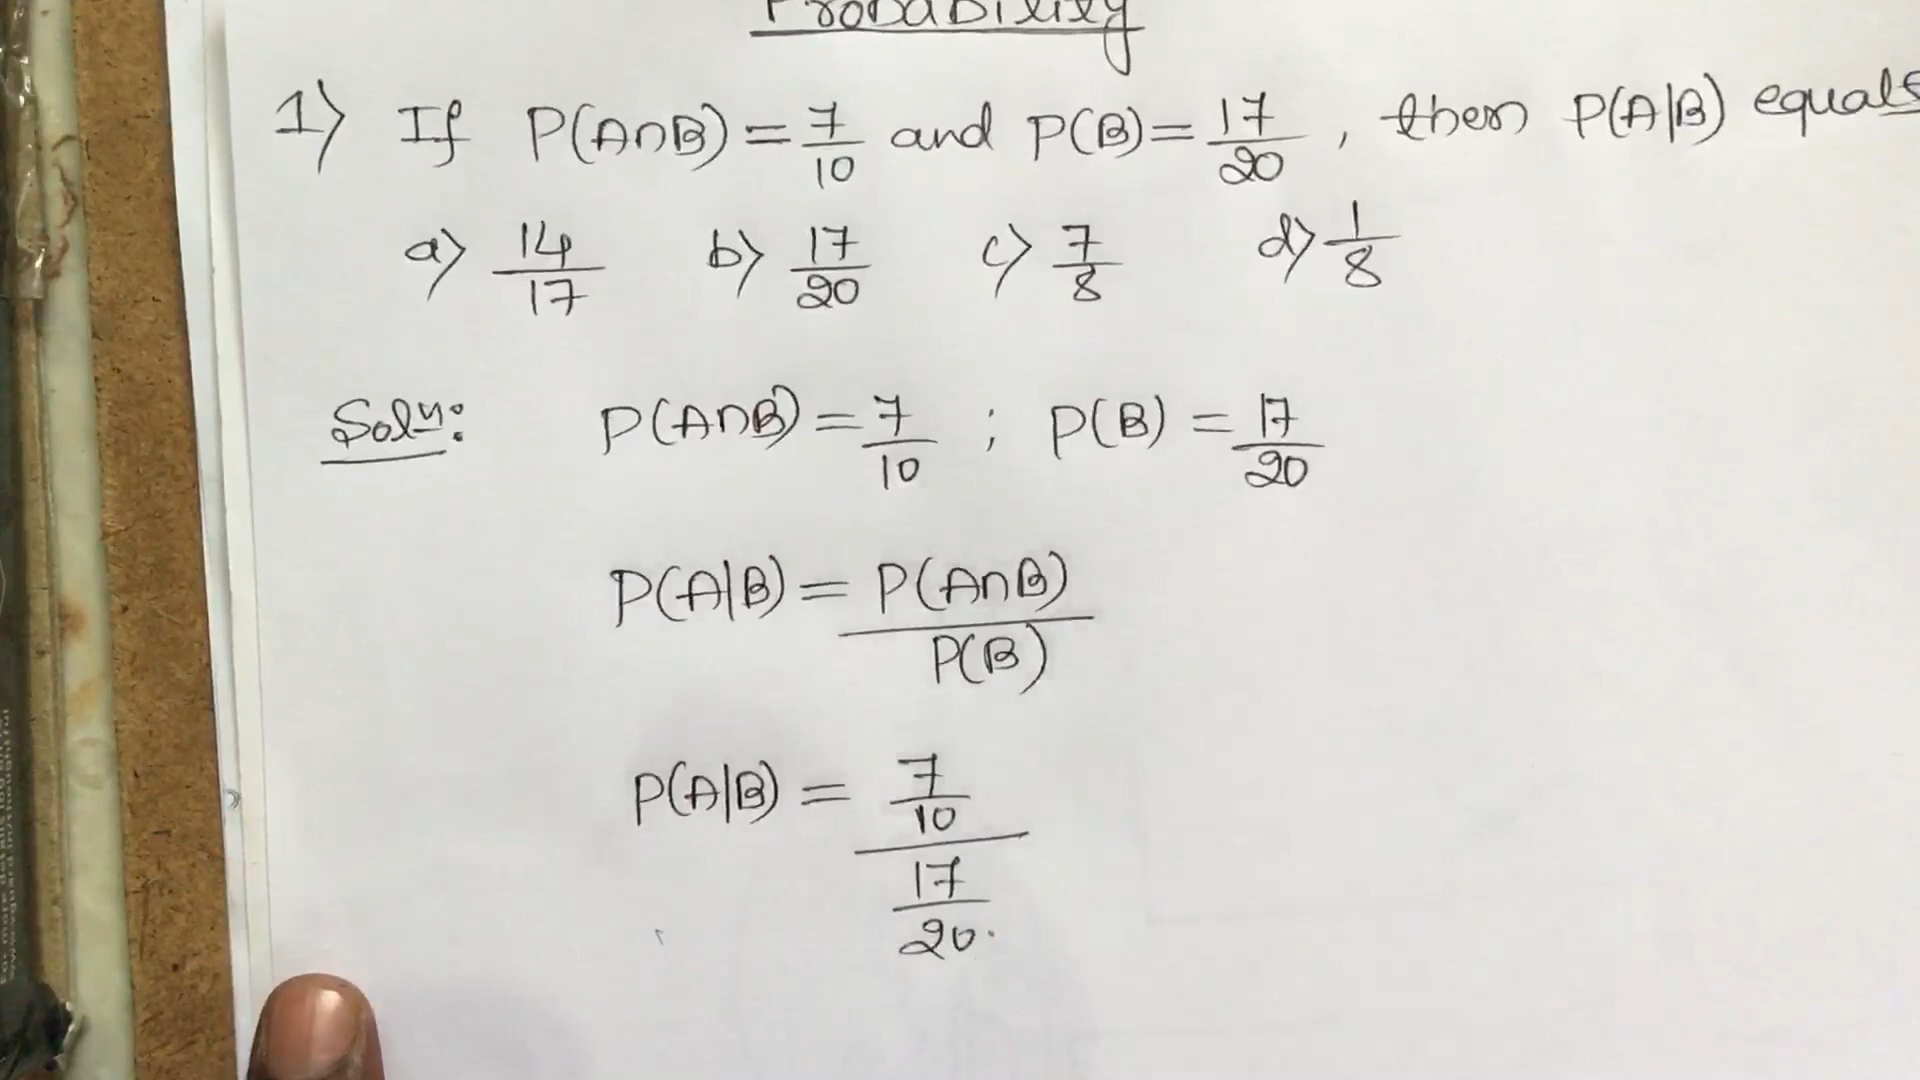 Probability
1) If P(A∩B) = 7/10 and P(B) = 17/20, then P(A|B) equals
a) 14/17 b) 17/20 c) 7/8 d) 1/8
Soln: P(A∩B) = 7/10 ; P(B) = 17/20
P(A|B) = P(A∩B)/P(B)
P(A|B) = 7/10 / 17/20.